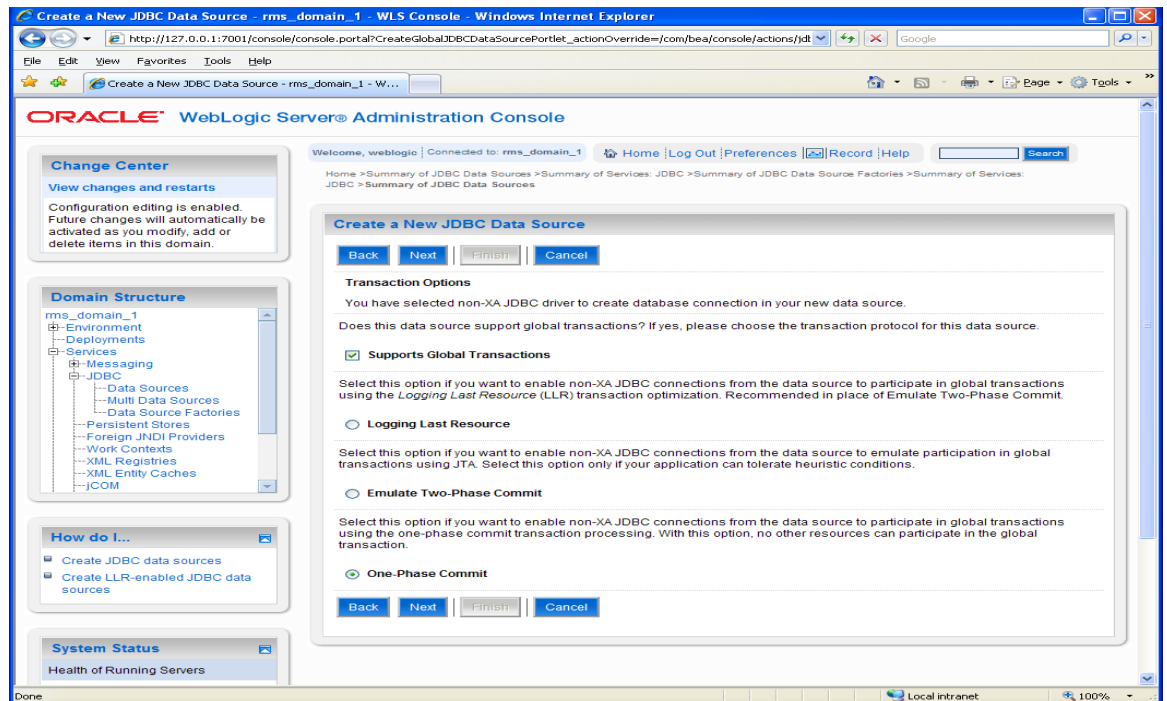 Create a New JDBC Data Source - rms_domain_1 - WLS Console - Windows Internet Explorer
http://127.0.0.1:7001/console/console.portal?CreateGlobalJDBCDataSourcePortlet_actionOverride=/com/bea/console/actions/jdb
Google
File Edit View Favorites Tools Help
Create a New JDBC Data Source - rms_domain_1 - W...
Page Tools
ORACLE WebLogic Server® Administration Console
Change Center
View changes and restarts
Configuration editing is enabled.
Future changes will automatically be
activated as you modify, add or
delete items in this domain.
Domain Structure
rms_domain_1
Environment
Deployments
Services
Messaging
JDBC
Data Sources
Multi Data Sources
Data Source Factories
Persistent Stores
Foreign JNDI Providers
Work Contexts
XML Registries
XML Entity Caches
jCOM
How do I...
Create JDBC data sources
Create LLR-enabled JDBC data
sources
System Status
Health of Running Servers
Welcome, weblogic Connected to: rms_domain_1 Home Log Out Preferences Record Help Search
Home >Summary of JDBC Data Sources >Summary of Services: JDBC >Summary of JDBC Data Source Factories >Summary of Services:
JDBC >Summary of JDBC Data Sources
Create a New JDBC Data Source
Back Next Finish Cancel
Transaction Options
You have selected non-XA JDBC driver to create database connection in your new data source.
Does this data source support global transactions? If yes, please choose the transaction protocol for this data source.
Supports Global Transactions
Select this option if you want to enable non-XA JDBC connections from the data source to participate in global transactions
using the Logging Last Resource (LLR) transaction optimization. Recommended in place of Emulate Two-Phase Commit.
Logging Last Resource
Select this option if you want to enable non-XA JDBC connections from the data source to emulate participation in global
transactions using JTA. Select this option only if your application can tolerate heuristic conditions.
Emulate Two-Phase Commit
Select this option if you want to enable non-XA JDBC connections from the data source to participate in global transactions
using the one-phase commit transaction processing. With this option, no other resources can participate in the global
transaction.
One-Phase Commit
Back Next Finish Cancel
Done
Local intranet
100%